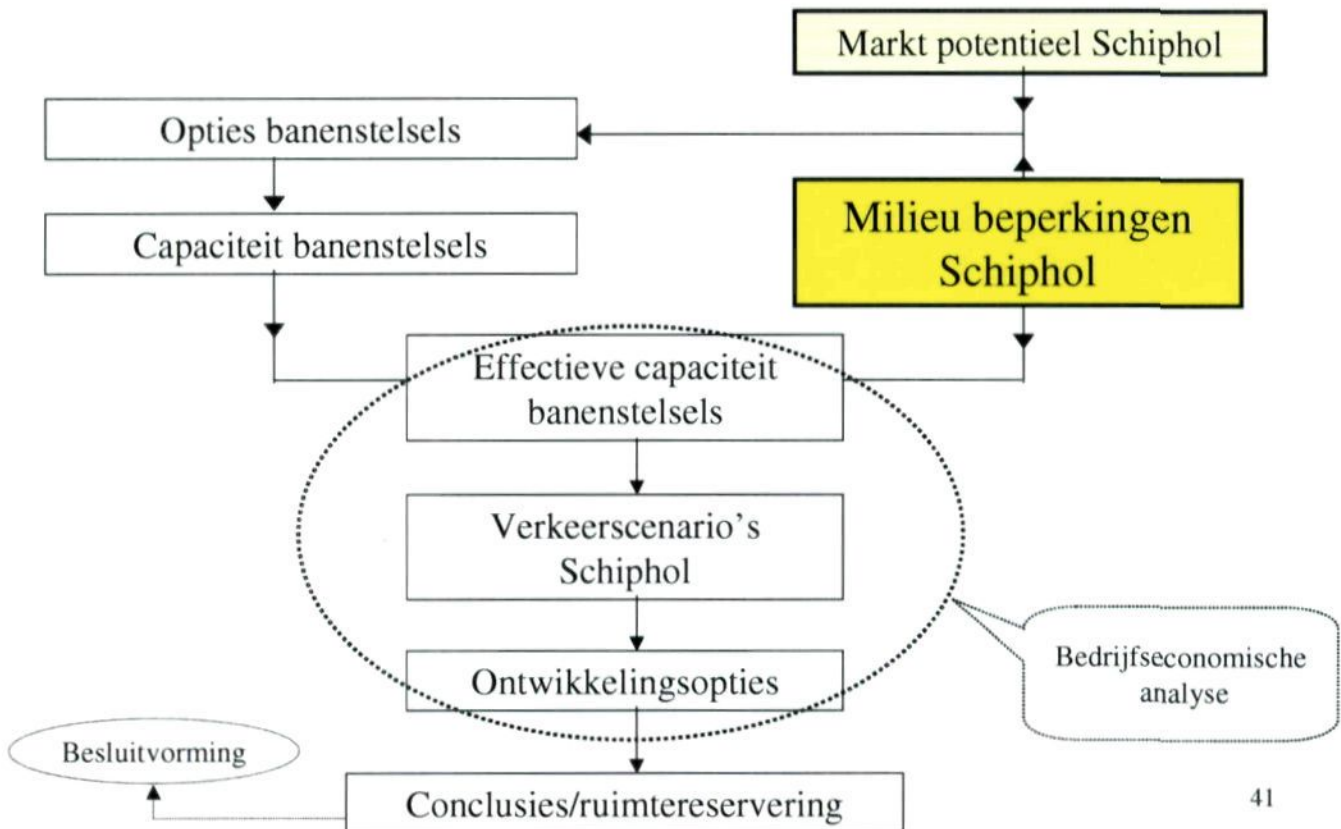 Markt potentieel Schiphol
Opties banenstelsels
Milieu beperkingen
Schiphol
Capaciteit banenstelsels
Effectieve capaciteit
banenstelsels
Verkeerscenario's
Schiphol
Ontwikkelingsopties
Bedrijfseconomische
analyse
Besluitvorming
Conclusies/ruimtereservering
41